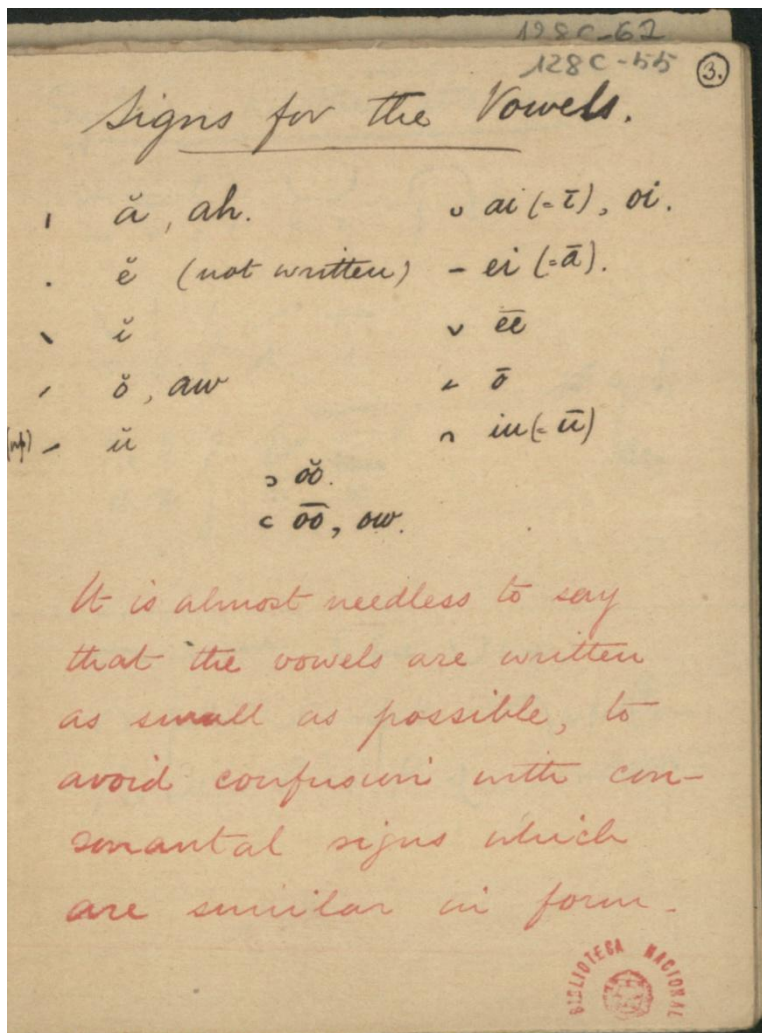 128C-62
128C-55
3.
Signs for the Vowels.
ı ă, ah.
. ĕ (not written)
\ ĭ
/ ŏ, aw
(up) – ŭ
ᴗ ai (=ī), oi.
– ei (=ā).
v ēē
ō
∩ iu (=ū)
ɔ ŏŏ.
c ōō, ow.
It is almost needless to say
that the vowels are written
as small as possible, to
avoid confusion with con-
sonantal signs which
are similar in form.
BIBLIOTECA NACIONAL